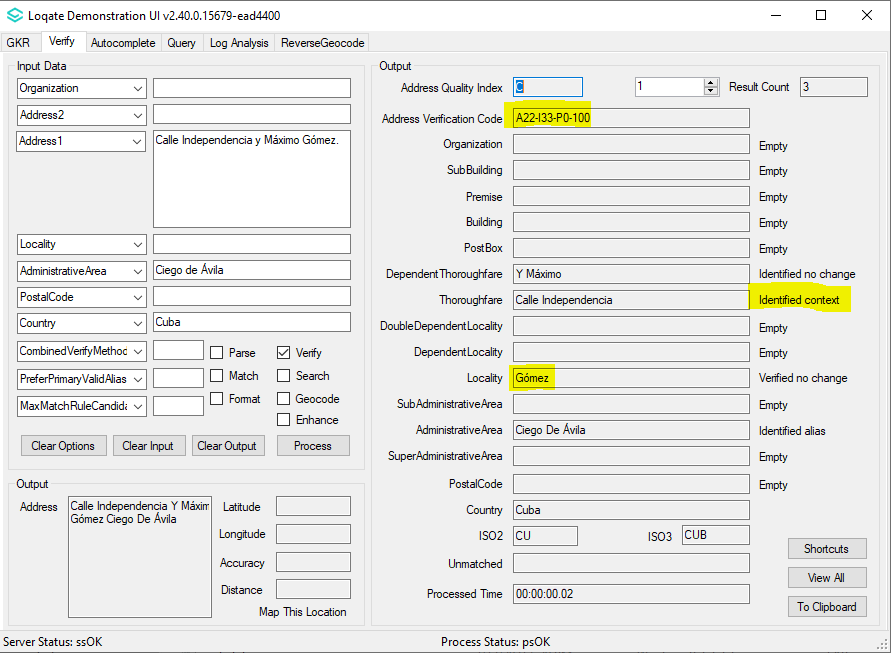 Loqate Demonstration UI v2.40.0.15679-ead4400
GKR Verify Autocomplete Query Log Analysis ReverseGeocode
Input Data
Organization
Address2
Address1 Calle Independencia y Máximo Gómez.
Locality
AdministrativeArea Ciego de Ávila
PostalCode
Country Cuba
CombinedVerifyMethod Parse Verify
PreferPrimaryValidAlias Match Search
MaxMatchRuleCandida Format Geocode
Enhance
Clear Options Clear Input Clear Output Process
Output
Address Calle Independencia Y Máxim
Gómez Ciego De Ávila
Latitude
Longitude
Accuracy
Distance
Map This Location
Output
Address Quality Index C 1 Result Count 3
Address Verification Code A22-I33-P0-100
Organization Empty
SubBuilding Empty
Premise Empty
Building Empty
PostBox Empty
DependentThoroughfare Y Máximo Identified no change
Thoroughfare Calle Independencia Identified context
DoubleDependentLocality Empty
DependentLocality Empty
Locality Gómez Verified no change
SubAdministrativeArea Empty
AdministrativeArea Ciego De Ávila Identified alias
SuperAdministrativeArea Empty
PostalCode Empty
Country Cuba
ISO2 CU ISO3 CUB
Unmatched
Processed Time 00:00:00.02
Shortcuts
View All
To Clipboard
Server Status: ssOK Process Status: psOK